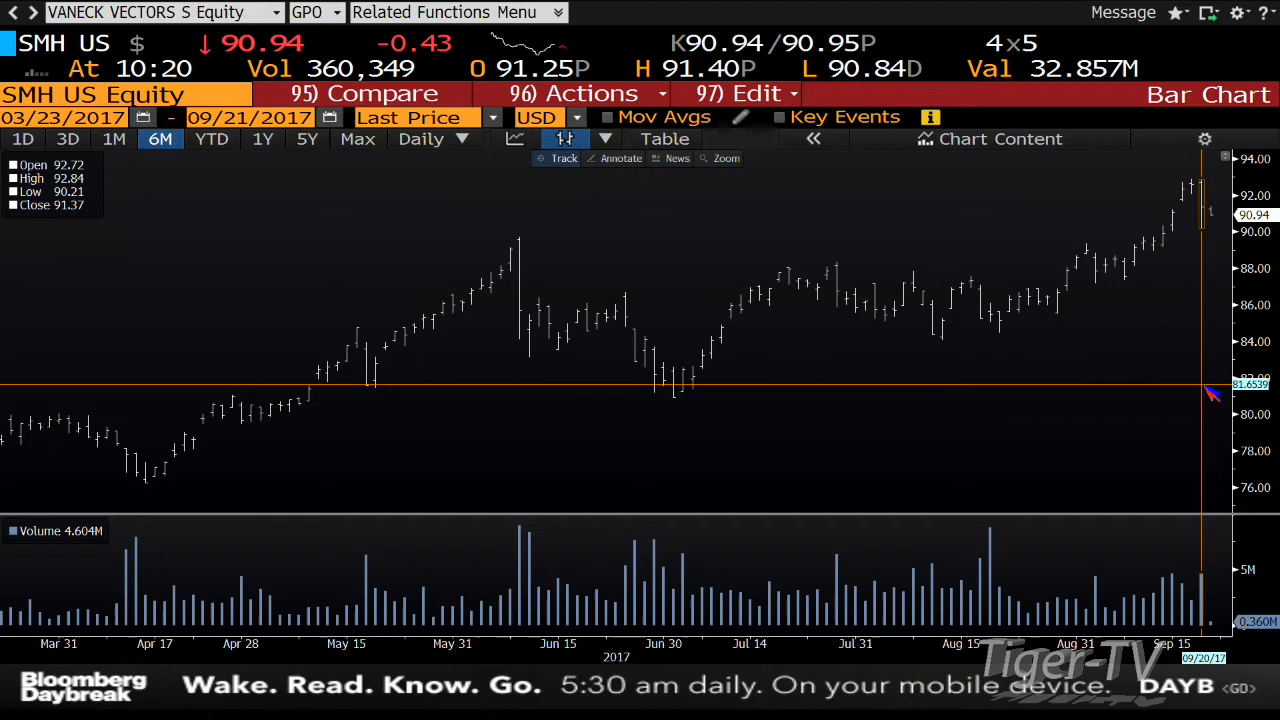 VANECK VECTORS S Equity GPO Related Functions Menu Message ?
SMH US $ ↓ 90.94 -0.43 K90.94/90.95P 4x5
At 10:20 Vol 360,349 O 91.25P H 91.40P L 90.84D Val 32.857M
SMH US Equity 95) Compare 96) Actions 97) Edit Bar Chart
03/23/2017 - 09/21/2017 Last Price USD Mov Avgs Key Events
1D 3D 1M 6M YTD 1Y 5Y Max Daily ▼ Table « Chart Content
Track Annotate News Zoom
Open 92.72
High 92.84
Low 90.21
Close 91.37
94.00
92.00
90.94
90.00
88.00
86.00
84.00
82.00
81.6539
80.00
78.00
76.00
Volume 4.604M
5M
0.360M
Mar 31 Apr 17 Apr 28 May 15 May 31 Jun 15 Jun 30 Jul 14 Jul 31 Aug 15 Aug 31 Sep 15
2017
09/20/17
Tiger-TV
Bloomberg
Daybreak
Wake. Read. Know. Go. 5:30 am daily. On your mobile device. DAYB <GO>